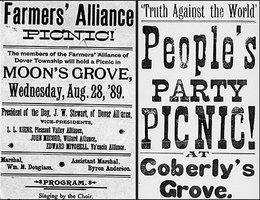 Farmers' Alliance
PICNIC!
The members of the Farmers' Alliance of
Dover Township will hold a Picnic in
MOON'S GROVE,
Wednesday, Aug. 28, '89.
President of the Day, J. W. Stewart, of Dover Alliance,
VICE-PRESIDENTS,
L. L. KIENE, Pleasant Valley Alliance,
JOHN MECORD, Willard Alliance,
EDWARD MITCHELL, Valencia Alliance.
Marshal,
Wm. M. Douglass.
Assistant Marshal,
Byron Anderson.
PROGRAM.
Singing by the Choir.
'Truth Against the World'
People's
PARTY
PICNIC!
AT
Coberly's
Grove.